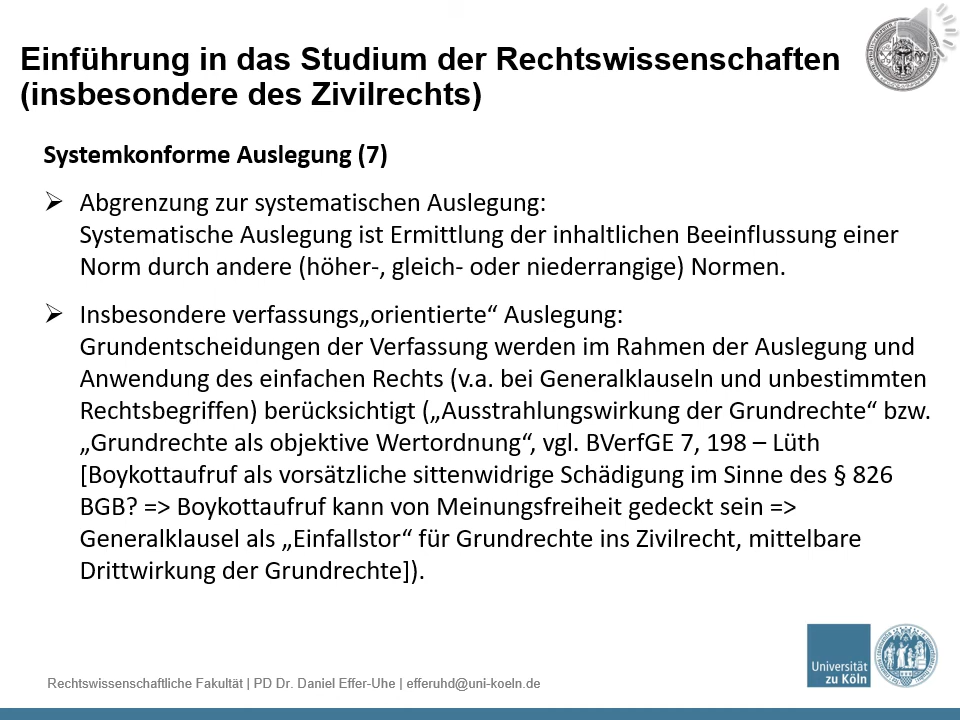 Einführung in das Studium der Rechtswissenschaften
(insbesondere des Zivilrechts)
Systemkonforme Auslegung (7)
Abgrenzung zur systematischen Auslegung:
Systematische Auslegung ist Ermittlung der inhaltlichen Beeinflussung einer
Norm durch andere (höher-, gleich- oder niederrangige) Normen.
Insbesondere verfassungs„orientierte“ Auslegung:
Grundentscheidungen der Verfassung werden im Rahmen der Auslegung und
Anwendung des einfachen Rechts (v.a. bei Generalklauseln und unbestimmten
Rechtsbegriffen) berücksichtigt („Ausstrahlungswirkung der Grundrechte“ bzw.
„Grundrechte als objektive Wertordnung“, vgl. BVerfGE 7, 198 – Lüth
[Boykottaufruf als vorsätzliche sittenwidrige Schädigung im Sinne des § 826
BGB? => Boykottaufruf kann von Meinungsfreiheit gedeckt sein =>
Generalklausel als „Einfallstor“ für Grundrechte ins Zivilrecht, mittelbare
Drittwirkung der Grundrechte]).
Universität
zu Köln
Rechtswissenschaftliche Fakultät | PD Dr. Daniel Effer-Uhe | efferuhd@uni-koeln.de